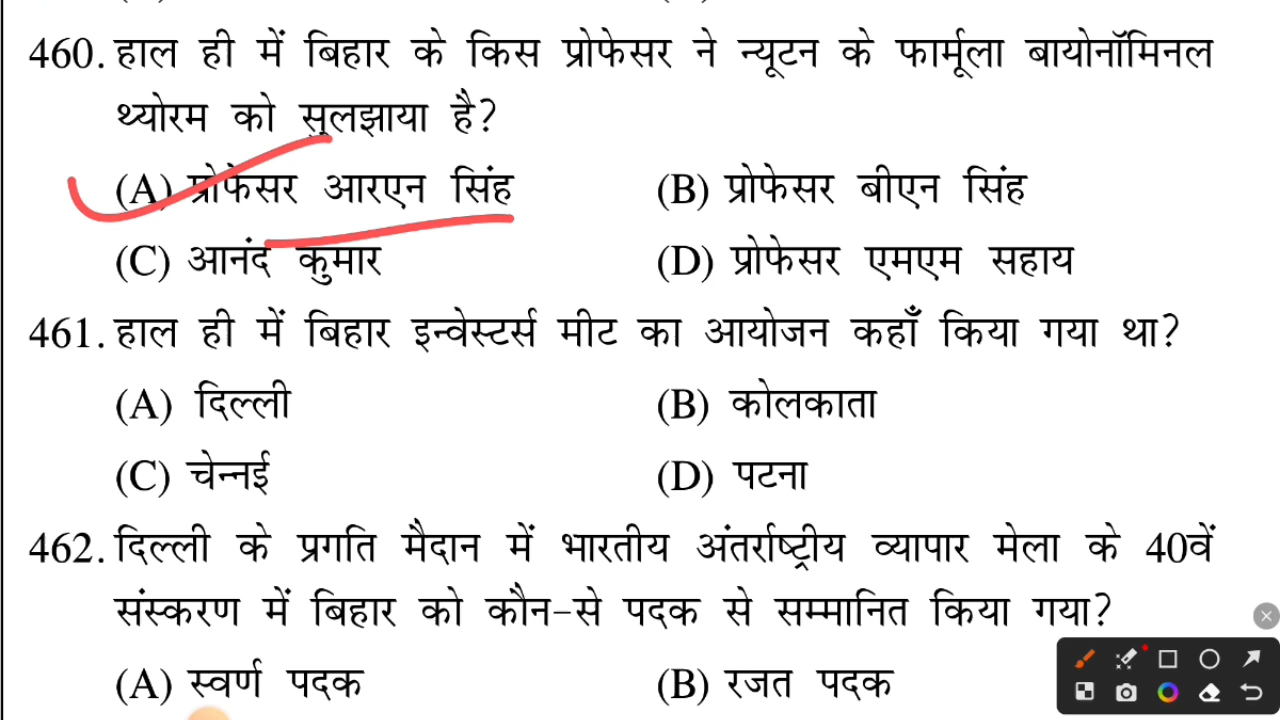 460. हाल ही में बिहार के किस प्रोफेसर ने न्यूटन के फार्मूला बायोनॉमिनल
थ्योरम को सुलझाया है?
(A) प्रोफेसर आरएन सिंह (B) प्रोफेसर बीएन सिंह
(C) आनंद कुमार (D) प्रोफेसर एमएम सहाय
461. हाल ही में बिहार इन्वेस्टर्स मीट का आयोजन कहाँ किया गया था?
(A) दिल्ली (B) कोलकाता
(C) चेन्नई (D) पटना
462. दिल्ली के प्रगति मैदान में भारतीय अंतर्राष्ट्रीय व्यापार मेला के 40वें
संस्करण में बिहार को कौन-से पदक से सम्मानित किया गया?
(A) स्वर्ण पदक (B) रजत पदक